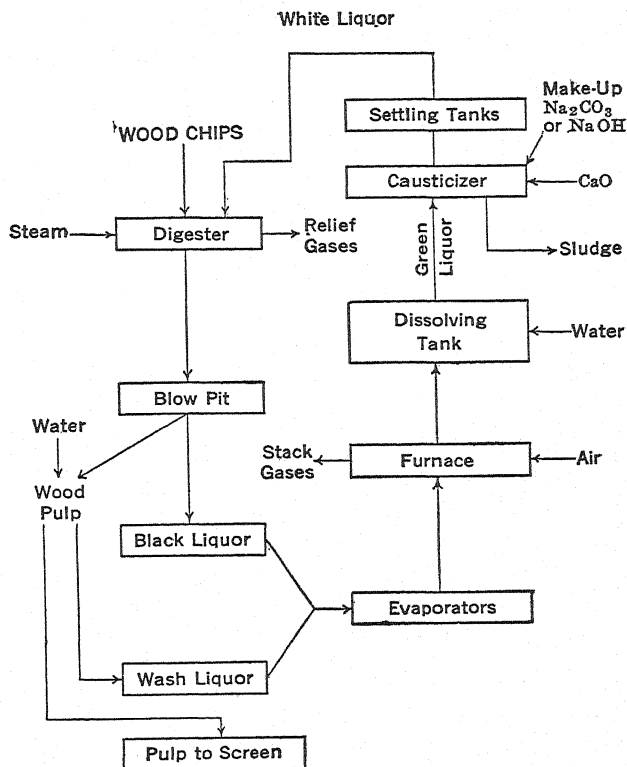 White Liquor
Make-Up
Na₂CO₃
or NaOH
Settling Tanks
WOOD CHIPS
Causticizer
CaO
Steam
Digester
Relief
Gases
Green
Liquor
Sludge
Dissolving
Tank
Water
Blow Pit
Water
Stack
Gases
Furnace
Air
Wood
Pulp
Black Liquor
Evaporators
Wash Liquor
Pulp to Screen